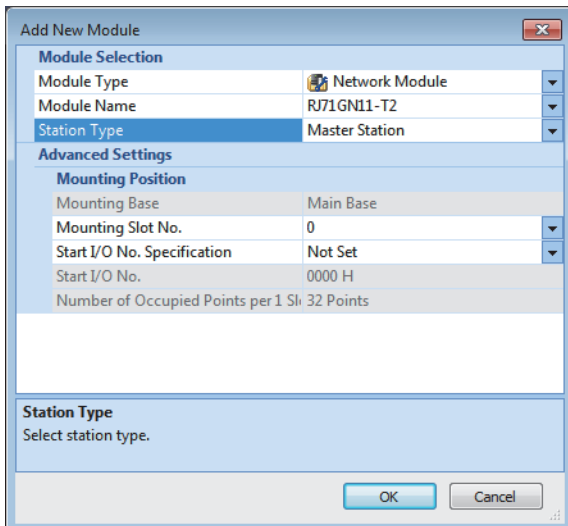 Add New Module
Module Selection
Module Type Network Module
Module Name RJ71GN11-T2
Station Type Master Station
Advanced Settings
Mounting Position
Mounting Base Main Base
Mounting Slot No. 0
Start I/O No. Specification Not Set
Start I/O No. 0000 H
Number of Occupied Points per 1 Sl 32 Points
Station Type
Select station type.
OK Cancel